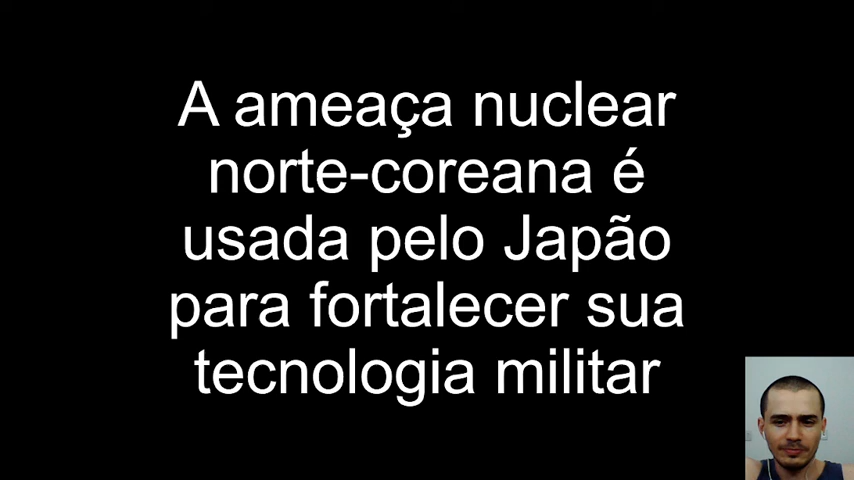 A ameaça nuclear
norte-coreana é
usada pelo Japão
para fortalecer sua
tecnologia militar